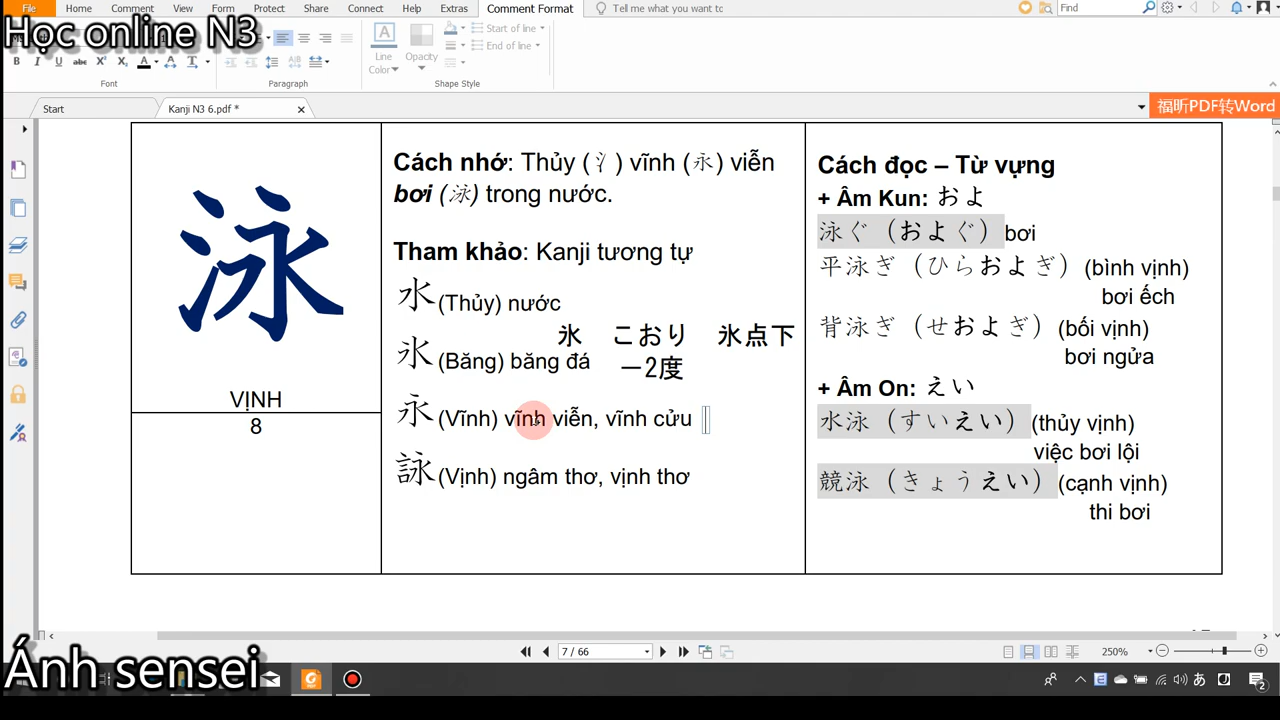 File Home Comment View Form Protect Share Connect Help Extras Comment Format Tell me what you want to Find
Học online N3
B I U abc X² X₂ A A T
Line Color
Opacity
Start of line
End of line
Font Paragraph Shape Style
Start Kanji N3 6.pdf * 福昕PDF转Word
泳
VỊNH
8
Cách nhớ: Thủy (氵) vĩnh (永) viễn
bơi (泳) trong nước.
Tham khảo: Kanji tương tự
水 (Thủy) nước
氷 こおり 氷点下
氷 (Băng) băng đá ー2度
永 (Vĩnh) vĩnh viễn, vĩnh cửu
詠 (Vịnh) ngâm thơ, vịnh thơ
Cách đọc – Từ vựng
+ Âm Kun: およ
泳ぐ（およぐ）bơi
平泳ぎ（ひらおよぎ）(bình vịnh)
bơi ếch
背泳ぎ（せおよぎ）(bối vịnh)
bơi ngửa
+ Âm On: えい
水泳（すいえい）(thủy vịnh)
việc bơi lội
競泳（きょうえい）(cạnh vịnh)
thi bơi
7 / 66 250%
Ánh sensei
あ 2